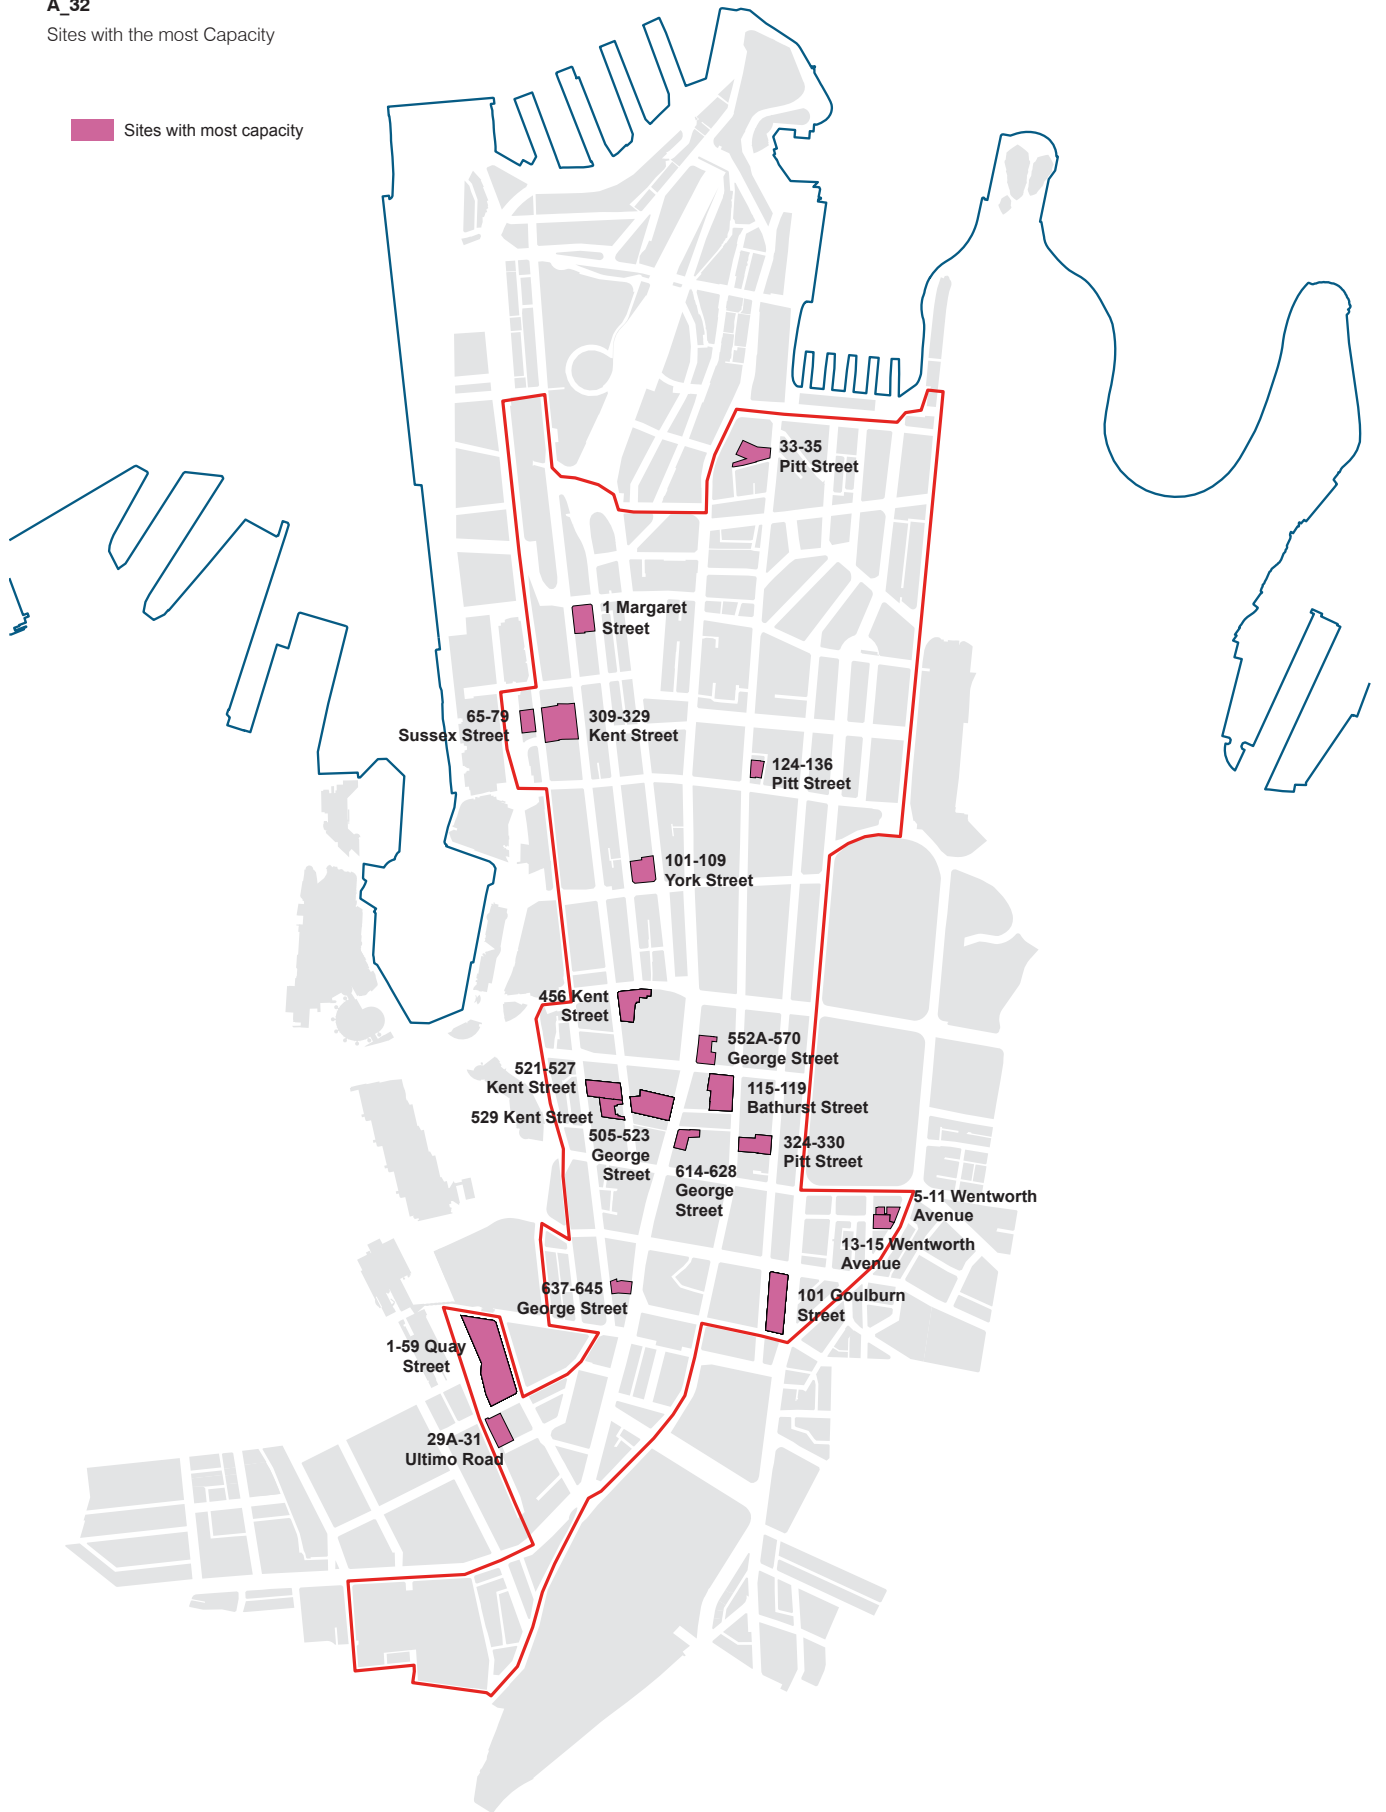 A_32
Sites with the most Capacity
Sites with most capacity
33-35
Pitt Street
1 Margaret
Street
65-79
Sussex Street
309-329
Kent Street
124-136
Pitt Street
101-109
York Street
456 Kent
Street
552A-570
George Street
521-527
Kent Street
115-119
Bathurst Street
529 Kent Street
505-523
George
Street
324-330
Pitt Street
614-628
George
Street
5-11 Wentworth
Avenue
13-15 Wentworth
Avenue
637-645
George Street
101 Goulburn
Street
1-59 Quay
Street
29A-31
Ultimo Road